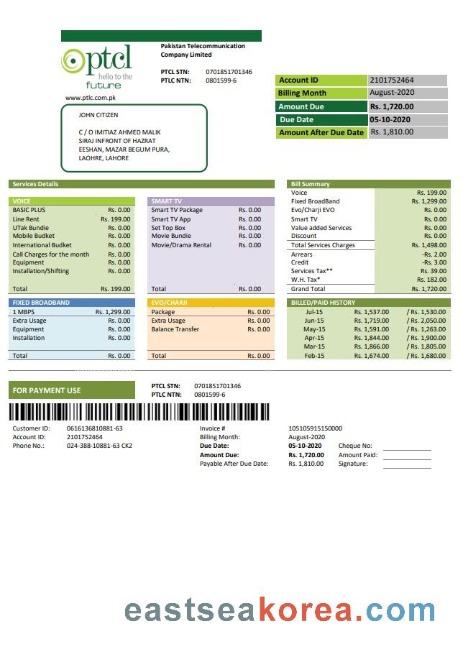 ptcl
hello to the
future
www.ptlc.com.pk
Pakistan Telecommunication
Company Limited
PTCL STN: 0701851701346
PTLC NTN: 0801599-6
Account ID 2101752464
Billing Month August-2020
Amount Due Rs. 1,720.00
Due Date 05-10-2020
Amount After Due Date Rs. 1,810.00
JOHN CITIZEN
C / O IMITIAZ AHMED MALIK
SIRAJ INFRONT OF HAZRAT
EESHAN, MAZAR BEGUM PURA,
LAOHRE, LAHORE
Services Details
VOICE
BASIC PLUS Rs. 0.00
Line Rent Rs. 199.00
UTak Bundie Rs. 0.00
Mobile Budket Rs. 0.00
International Budket Rs. 0.00
Call Charges for the month Rs. 0.00
Equipment Rs. 0.00
Installation/Shifting Rs. 0.00
Total Rs. 199.00
SMART TV
Smart TV Package Rs. 0.00
Smart TV App Rs. 0.00
Set Top Box Rs. 0.00
Movie Bundle Rs. 0.00
Movie/Drama Rental Rs. 0.00
Total Rs. 0.00
Bill Summary
Voice Rs. 199.00
Fixed BroadBand Rs. 1,299.00
Evo/Charji EVO Rs. 0.00
Smart TV Rs. 0.00
Value added Services Rs. 0.00
Discount Rs. 0.00
Total Services Charges Rs. 1,498.00
Arrears -Rs. 2.00
Credit -Rs. 3.00
Services Tax** Rs. 39.00
W.H. Tax* Rs. 182.00
Grand Total Rs. 1,720.00
FIXED BROADBAND
1 MBPS Rs. 1,299.00
Extra Usage Rs. 0.00
Equipment Rs. 0.00
Installation Rs. 0.00
Total Rs. 0.00
EVO/CHARJI
Package Rs. 0.00
Extra Usage Rs. 0.00
Balance Transfer Rs. 0.00
Total Rs. 0.00
BILLED/PAID HISTORY
Jul-15 Rs. 1,537.00 / Rs. 1,530.00
Jun-15 Rs. 1,719.00 / Rs. 2,050.00
May-15 Rs. 1,591.00 / Rs. 1,263.00
Apr-15 Rs. 1,844.00 / Rs. 1,900.00
Mar-15 Rs. 1,866.00 / Rs. 1,805.00
Feb-15 Rs. 1,674.00 / Rs. 1,680.00
FOR PAYMENT USE
PTCL STN: 0701851701346
PTLC NTN: 0801599-6
Customer ID: 0616136810881-63
Account ID: 2101752464
Phone No.: 024-388-10881-63 CK2
Invoice # 105105915150000
Billing Month: August-2020
Due Date: 05-10-2020 Cheque No:
Amount Due: Rs. 1,720.00 Amount Paid:
Payable After Due Date: Rs. 1,810.00 Signature:
eastseakorea.com